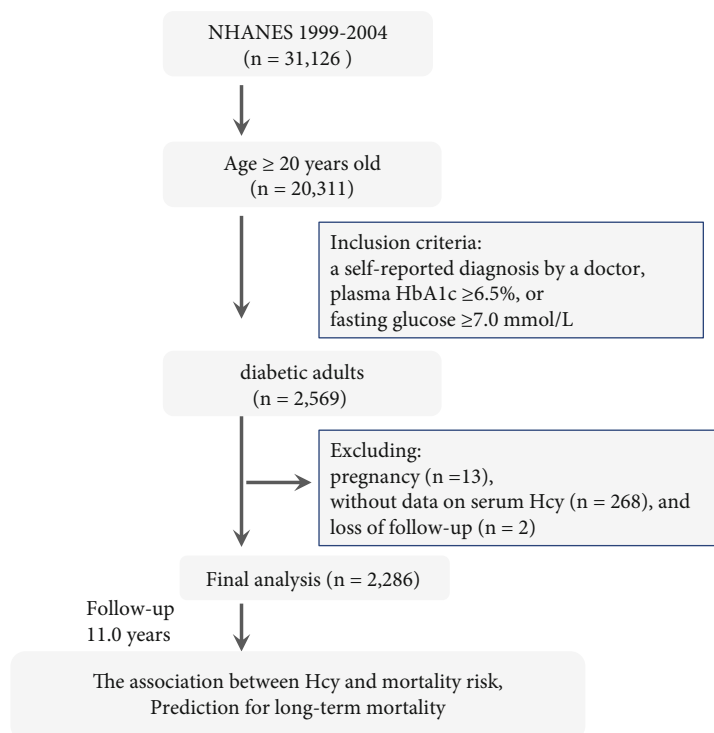 NHANES 1999-2004
(n = 31,126 )
Age ≥ 20 years old
(n = 20,311)
Inclusion criteria:
a self-reported diagnosis by a doctor,
plasma HbA1c ≥6.5%, or
fasting glucose ≥7.0 mmol/L
diabetic adults
(n = 2,569)
Excluding:
pregnancy (n =13),
without data on serum Hcy (n = 268), and
loss of follow-up (n = 2)
Final analysis (n = 2,286)
Follow-up
11.0 years
The association between Hcy and mortality risk,
Prediction for long-term mortality